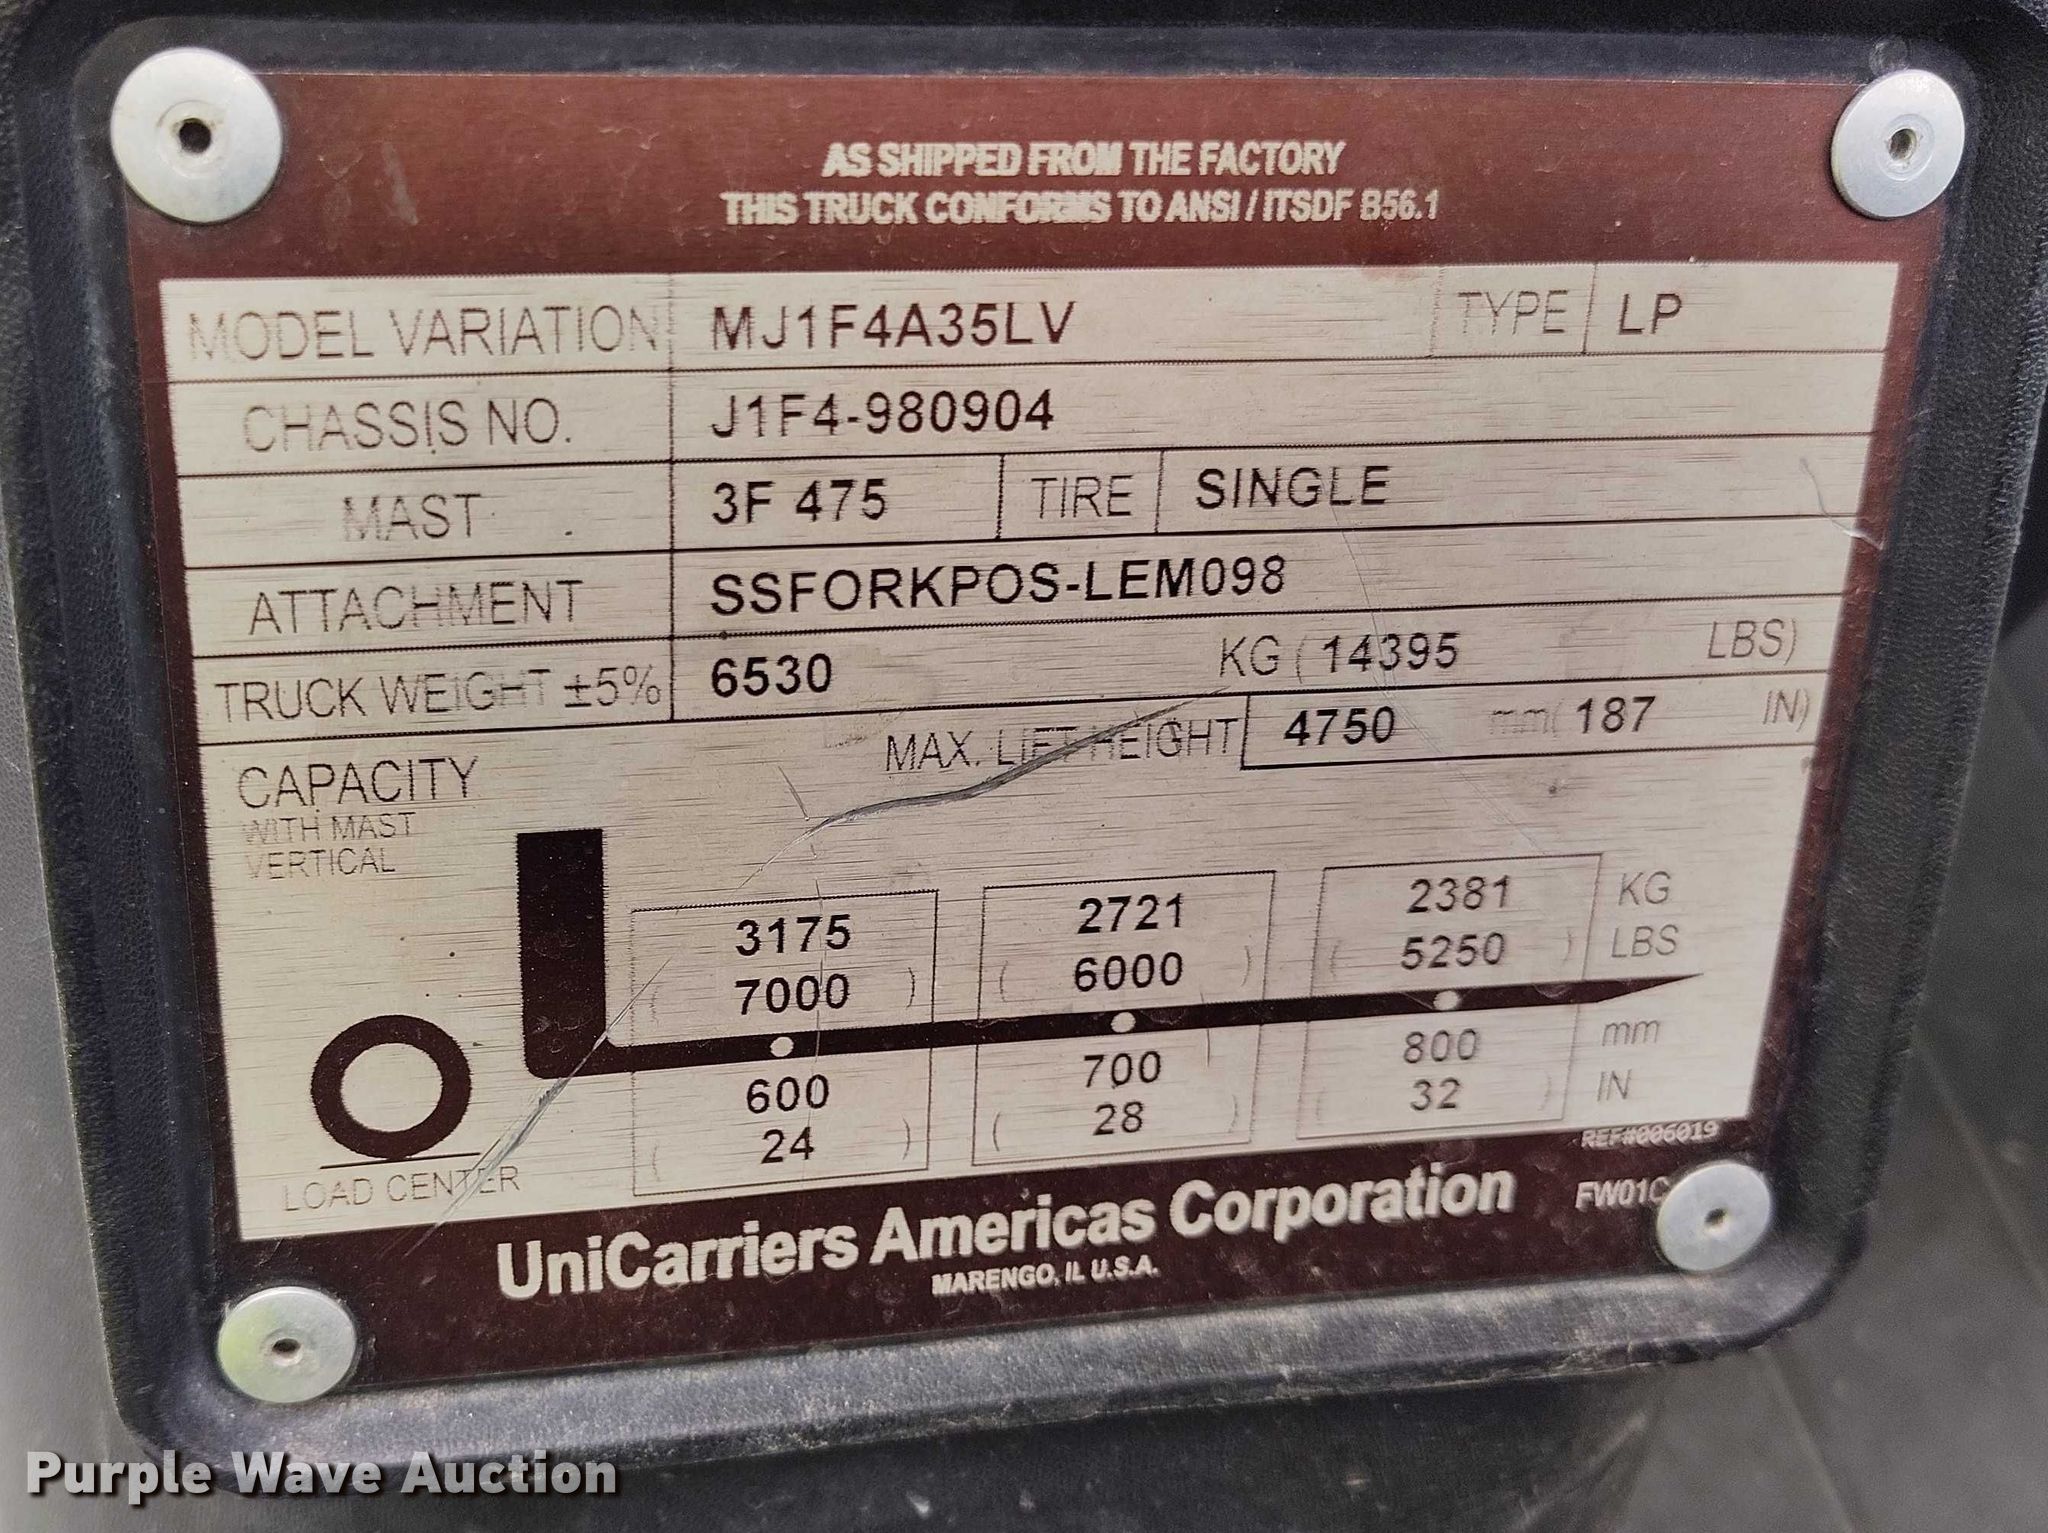 AS SHIPPED FROM THE FACTORY
THIS TRUCK CONFORMS TO ANSI / ITSDF B56.1
MODEL VARIATION MJ1F4A35LV TYPE LP
CHASSIS NO. J1F4-980904
MAST 3F 475 TIRE SINGLE
ATTACHMENT SSFORKPOS-LEM098
TRUCK WEIGHT ±5% 6530 KG ( 14395 LBS)
MAX. LIFT HEIGHT 4750 mm( 187 IN)
CAPACITY
WITH MAST
VERTICAL
3175 2721 2381 KG
( 7000 ) ( 6000 ) ( 5250 ) LBS
600 700 800 mm
( 24 ) ( 28 ) ( 32 ) IN
LOAD CENTER
REF#006019
UniCarriers Americas Corporation FW01C
MARENGO, IL U.S.A.
Purple Wave Auction